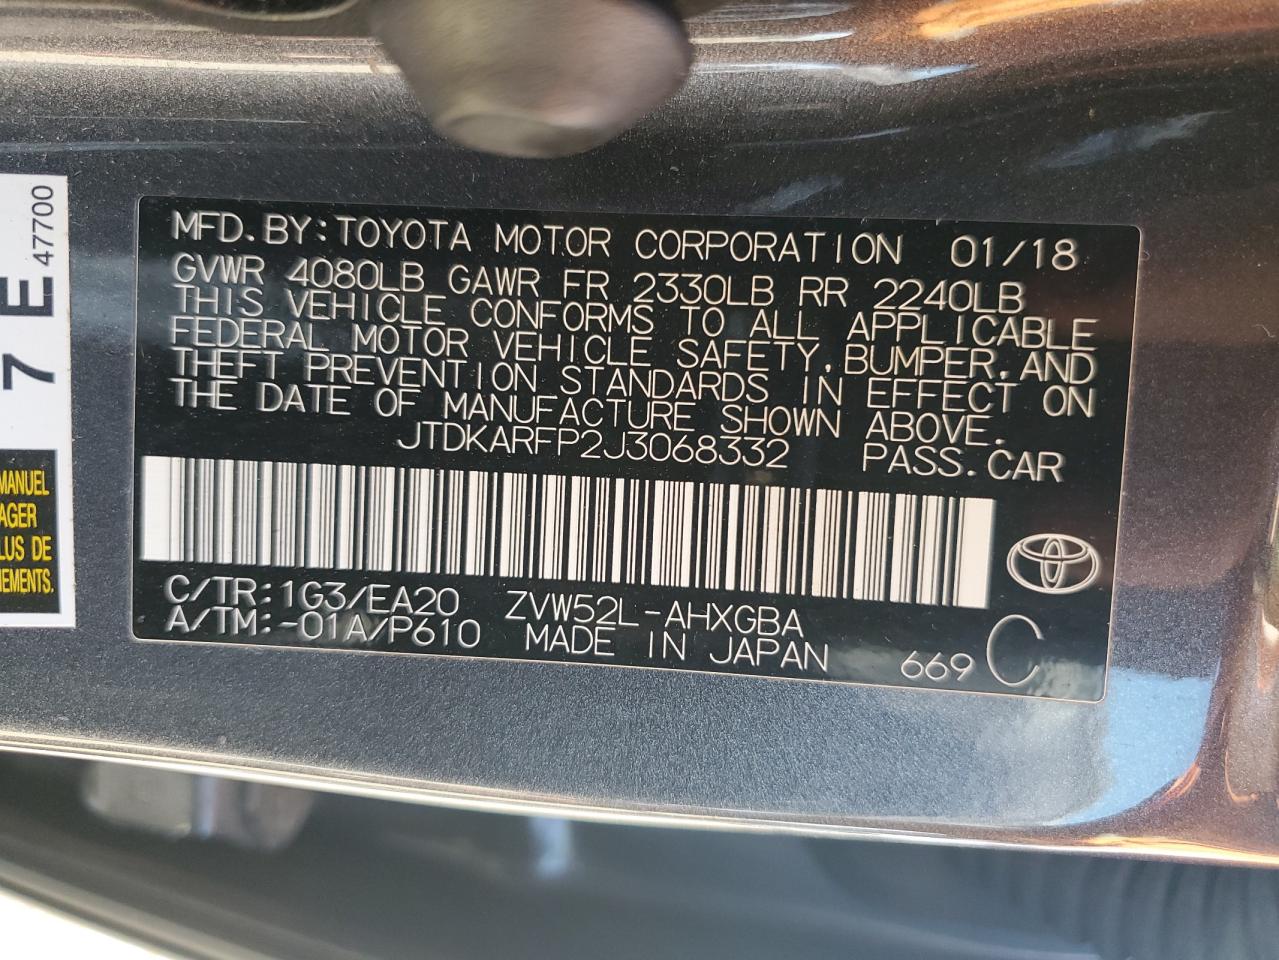 MFD. BY: TOYOTA MOTOR CORPORATION 01/18
GVWR 4080LB GAWR FR 2330LB RR 2240LB
THIS VEHICLE CONFORMS TO ALL APPLICABLE
FEDERAL MOTOR VEHICLE SAFETY, BUMPER, AND
THEFT PREVENTION STANDARDS IN EFFECT ON
THE DATE OF MANUFACTURE SHOWN ABOVE.
JTDKARFP2J3068332 PASS. CAR
C/TR: 1G3/EA20 ZVW52L-AHXGBA
A/TM: -01A/P610 MADE IN JAPAN 669 C
7E
47700
MANUEL
AGER
LUS DE
NEMENTS.